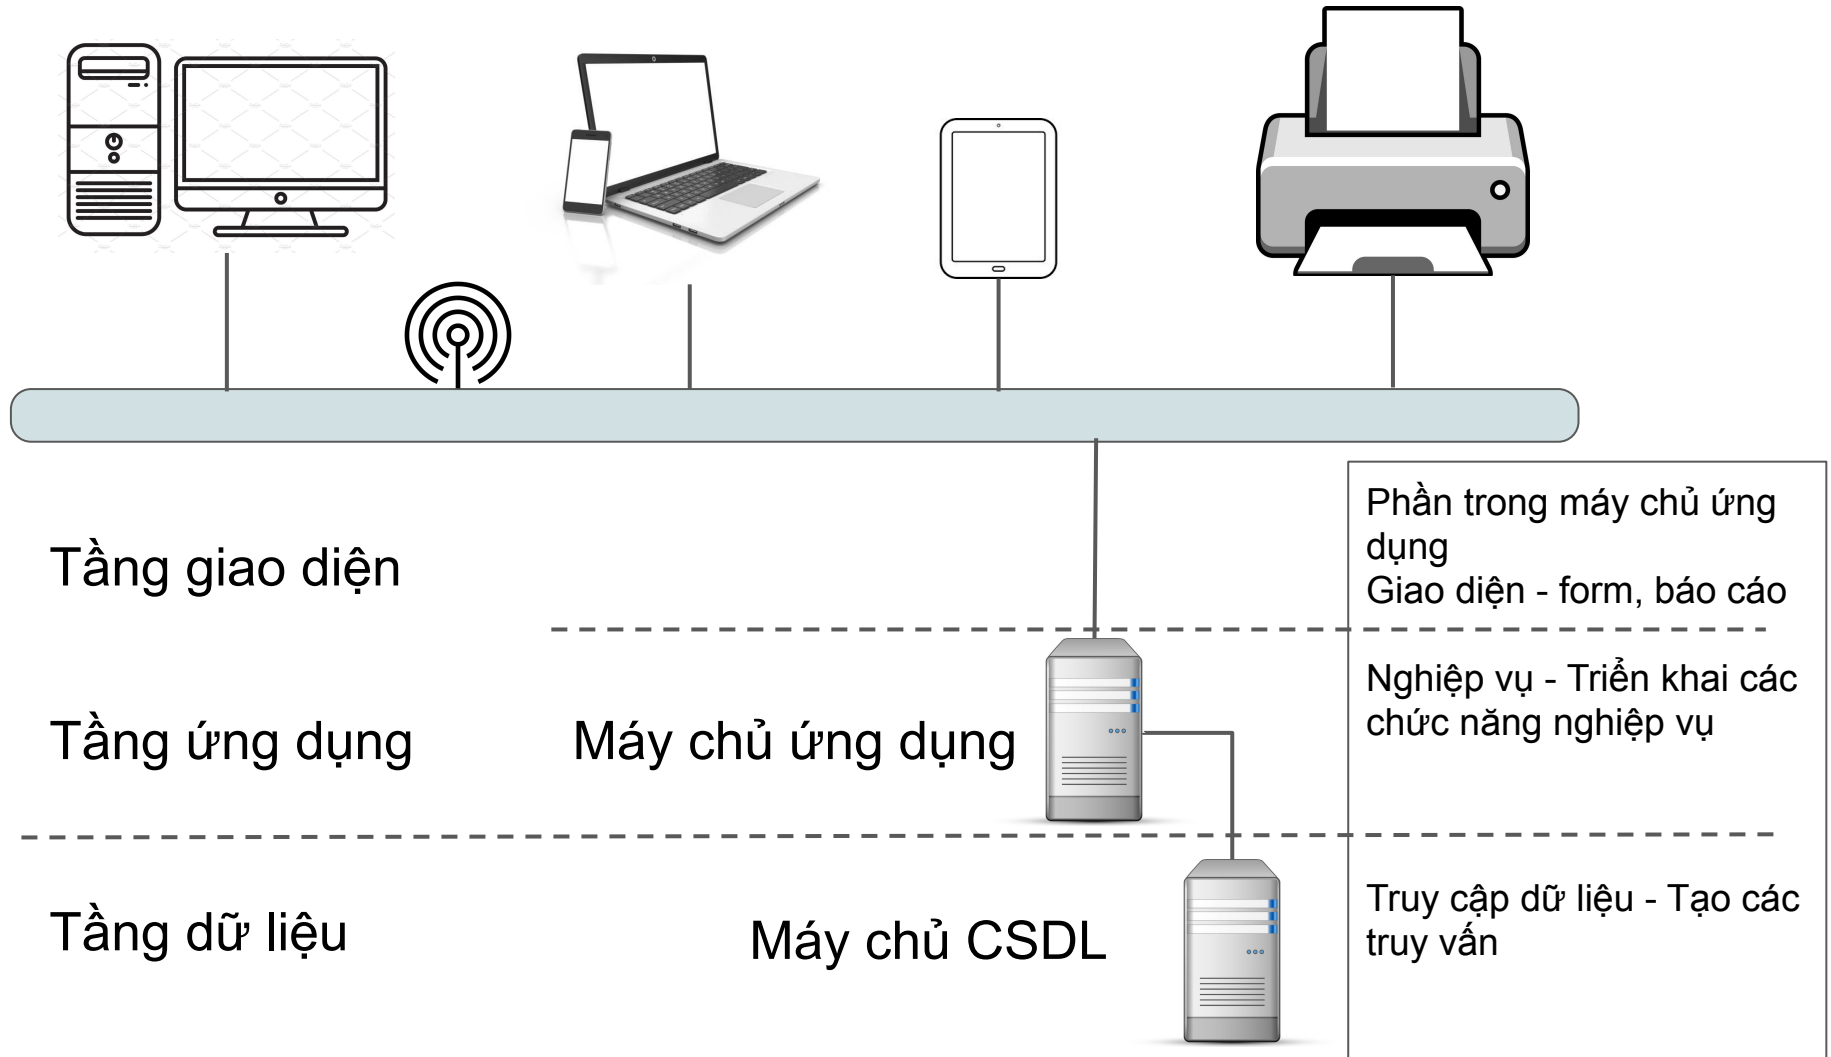 Phần trong máy chủ ứng
dụng
Giao diện - form, báo cáo
Tầng giao diện
Nghiệp vụ - Triển khai các
chức năng nghiệp vụ
Tầng ứng dụng
Máy chủ ứng dụng
Truy cập dữ liệu - Tạo các
truy vấn
Tầng dữ liệu
Máy chủ CSDL